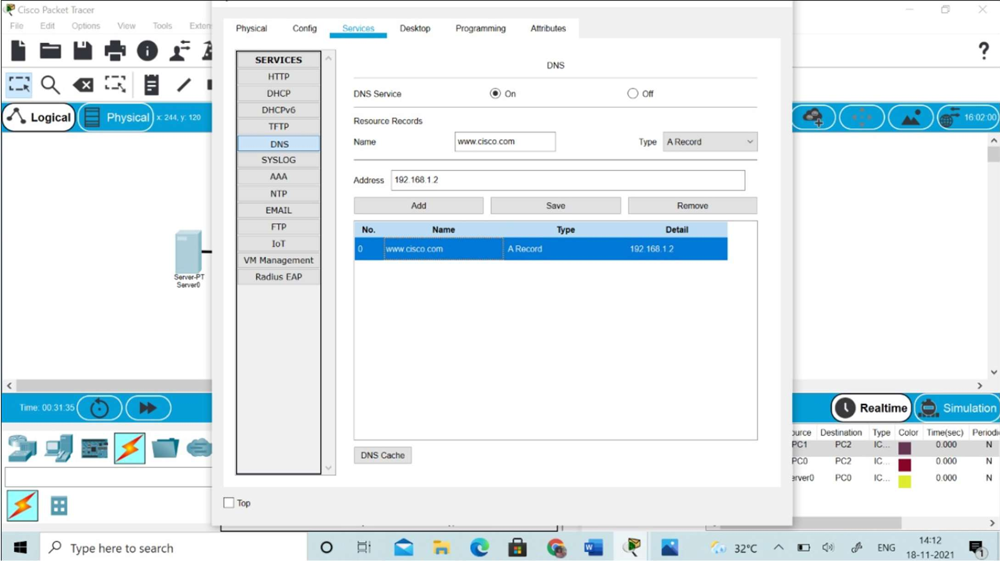 Cisco Packet Tracer
File Edit Options View Tools Exten
Physical Config Services Desktop Programming Attributes
SERVICES
HTTP
DHCP
DHCPv6
TFTP
DNS
SYSLOG
AAA
NTP
EMAIL
FTP
IoT
VM Management
Radius EAP
DNS
DNS Service On Off
Resource Records
Name www.cisco.com Type A Record
Address 192.168.1.2
Add Save Remove
No. Name Type Detail
0 www.cisco.com A Record 192.168.1.2
DNS Cache
Top
Logical Physical x: 244, y: 120
16:02:00
Server-PT
Server0
Time: 00:31:35
Realtime Simulation
ource Destination Type Color Time(sec) Periodi
PC1 PC2 IC... 0.000 N
PC0 PC2 IC... 0.000 N
erver0 PC0 IC... 0.000 N
Type here to search
32°C ENG 14:12
18-11-2021
1